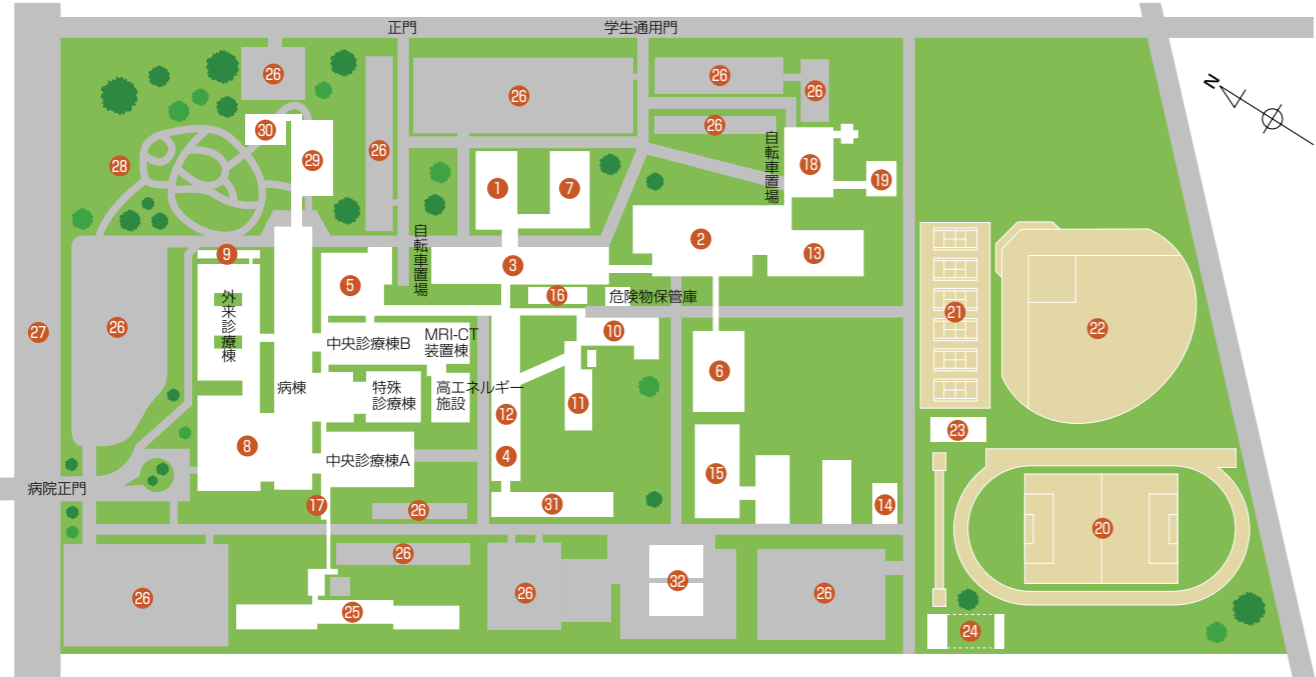 正門
学生通用門
N
26
26
26
26
26
30
29
26
26
自転車置場
18
28
1
7
19
自転車置場
2
9
3
13
5
16
危険物保管庫
外来診療棟
27
26
21
22
10
中央診療棟B
MRI-CT
装置棟
6
病棟
特殊
診療棟
高エネルギー
施設
11
12
8
23
4
中央診療棟A
15
病院正門
17
26
31
14
20
26
32
26
26
26
25
24